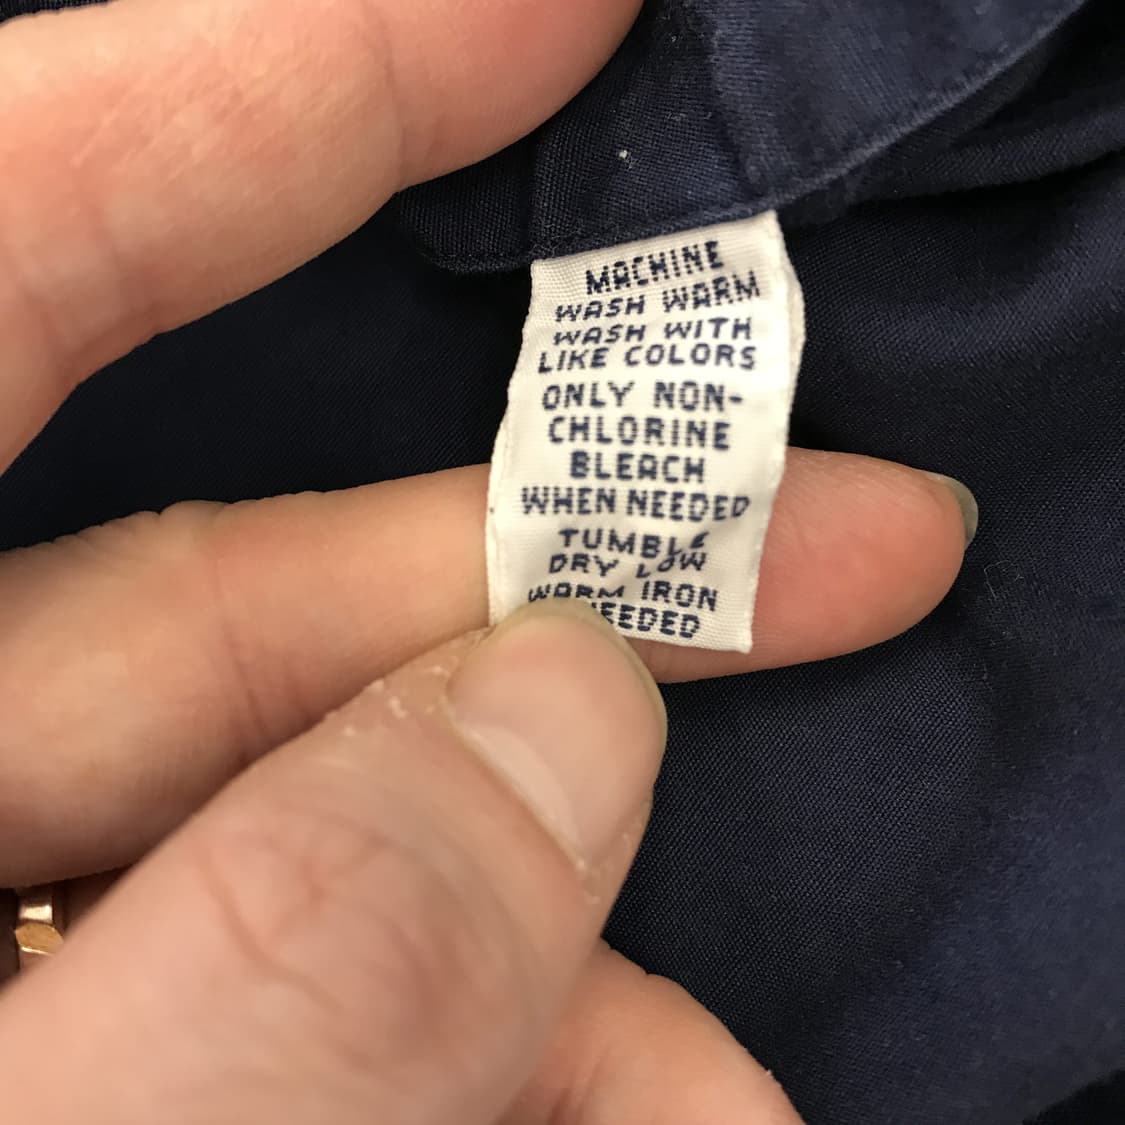 MACHINE
WASH WARM
WASH WITH
LIKE COLORS
ONLY NON-
CHLORINE
BLEACH
WHEN NEEDED
TUMBLE
DRY LOW
WARM IRON
NEEDED